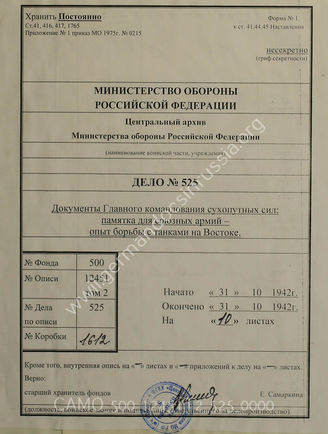 Хранить Постоянно
Форма № 1
Ст.41, 416, 417, 1765
к ст. 41,44,45 Наставления
Приложение № 1 приказ МО 1975г. № 0215
несекретно
(гриф секретности)
МИНИСТЕРСТВО ОБОРОНЫ
РОССИЙСКОЙ ФЕДЕРАЦИИ
Центральный архив
Министерства обороны Российской Федерации
(наименование воинской части, учреждения)
ДЕЛО № 525
Документы Главного командования сухопутных сил:
памятка для союзных армий –
опыт борьбы с танками на Востоке.
№ Фонда 500
№ Описи 12451
том 2
№ Дела 525
по описи
№ Коробки 1612
Начато « 31 » 10 1942г.
Окончено « 31 » 10 1942г.
На «10» листах
Кроме того, внутренняя опись на «–» листах и «–» приложений к делу на «–» листах
Верно:
старший хранитель фондов Е. Самаркина
www.germandocsinrussia.org
CAMO_500_0525_0000